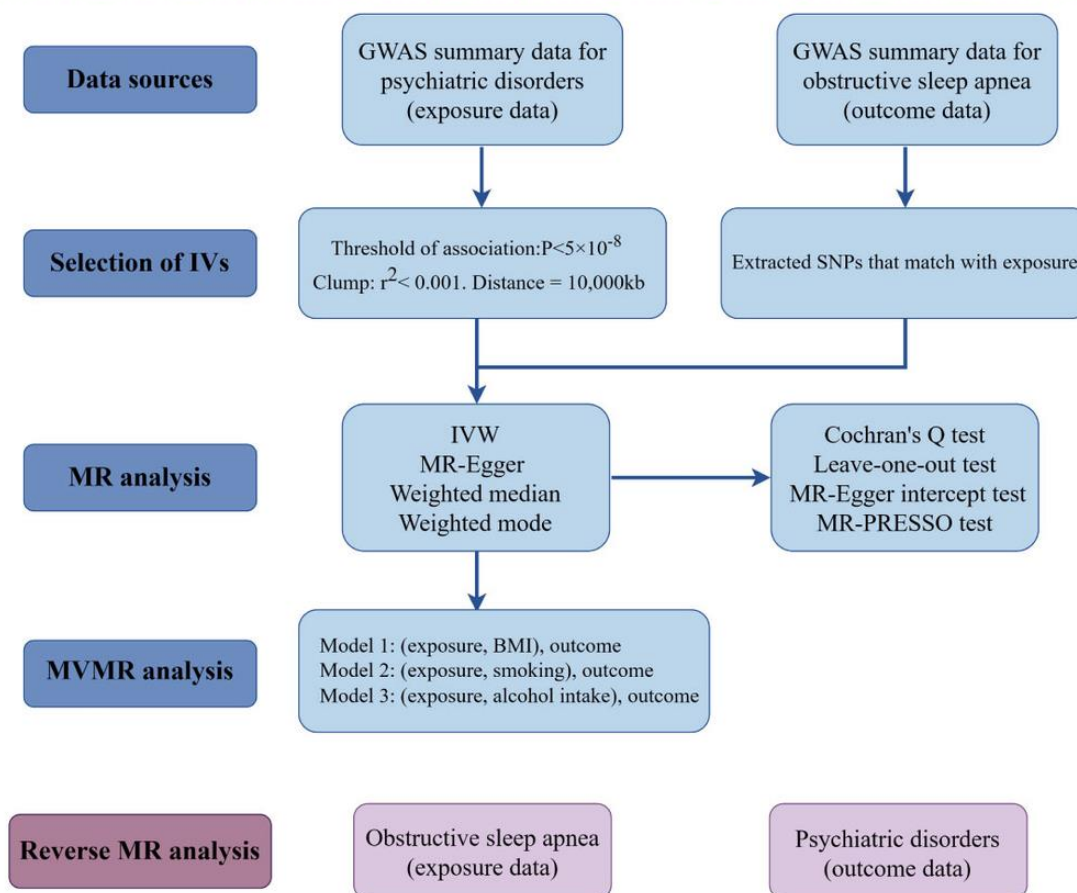 Data sources
GWAS summary data for
psychiatric disorders
(exposure data)
GWAS summary data for
obstructive sleep apnea
(outcome data)
Selection of IVs
Threshold of association:P<5×10⁻⁸
Clump: r²< 0.001. Distance = 10,000kb
Extracted SNPs that match with exposure
MR analysis
IVW
MR-Egger
Weighted median
Weighted mode
Cochran's Q test
Leave-one-out test
MR-Egger intercept test
MR-PRESSO test
MVMR analysis
Model 1: (exposure, BMI), outcome
Model 2: (exposure, smoking), outcome
Model 3: (exposure, alcohol intake), outcome
Reverse MR analysis
Obstructive sleep apnea
(exposure data)
Psychiatric disorders
(outcome data)